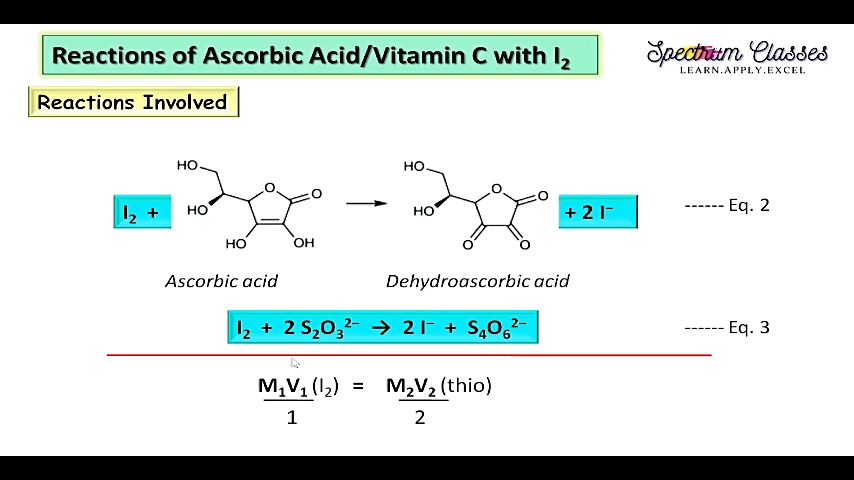 Reactions of Ascorbic Acid/Vitamin C with I₂
Spectrum Classes
LEARN.APPLY.EXCEL
Reactions Involved
I₂ +
HO
HO
O
O
HO
OH
HO
HO
O
O
O
O
+ 2 I⁻
------ Eq. 2
Ascorbic acid
Dehydroascorbic acid
I₂ + 2 S₂O₃²⁻ → 2 I⁻ + S₄O₆²⁻
------ Eq. 3
M₁V₁ (I₂) = M₂V₂ (thio)
1 2